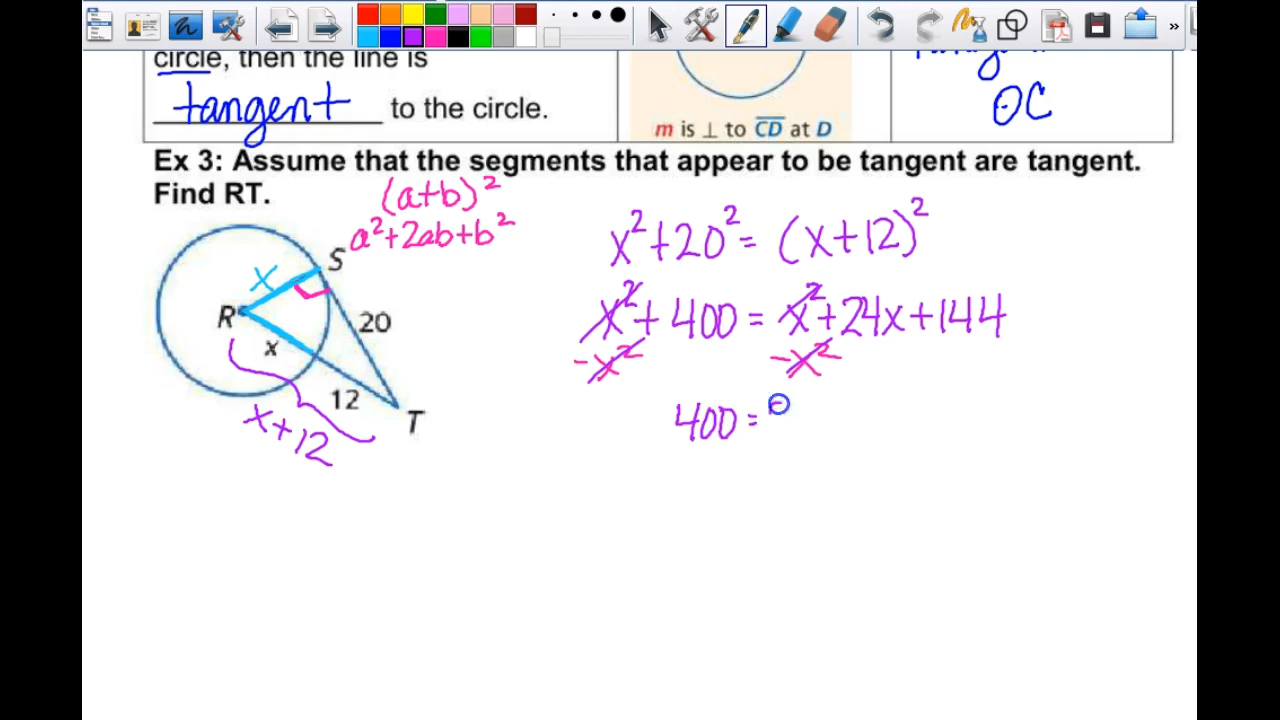 circle, then the line is
tangent to the circle.
ΘC
m is ⊥ to CD at D
Ex 3: Assume that the segments that appear to be tangent are tangent.
Find RT.
(a+b)²
a²+2ab+b²
S
x
R
20
x
12
T
x+12
x²+20²=(x+12)²
x²+400=x²+24x+144
-x² -x²
400=
»